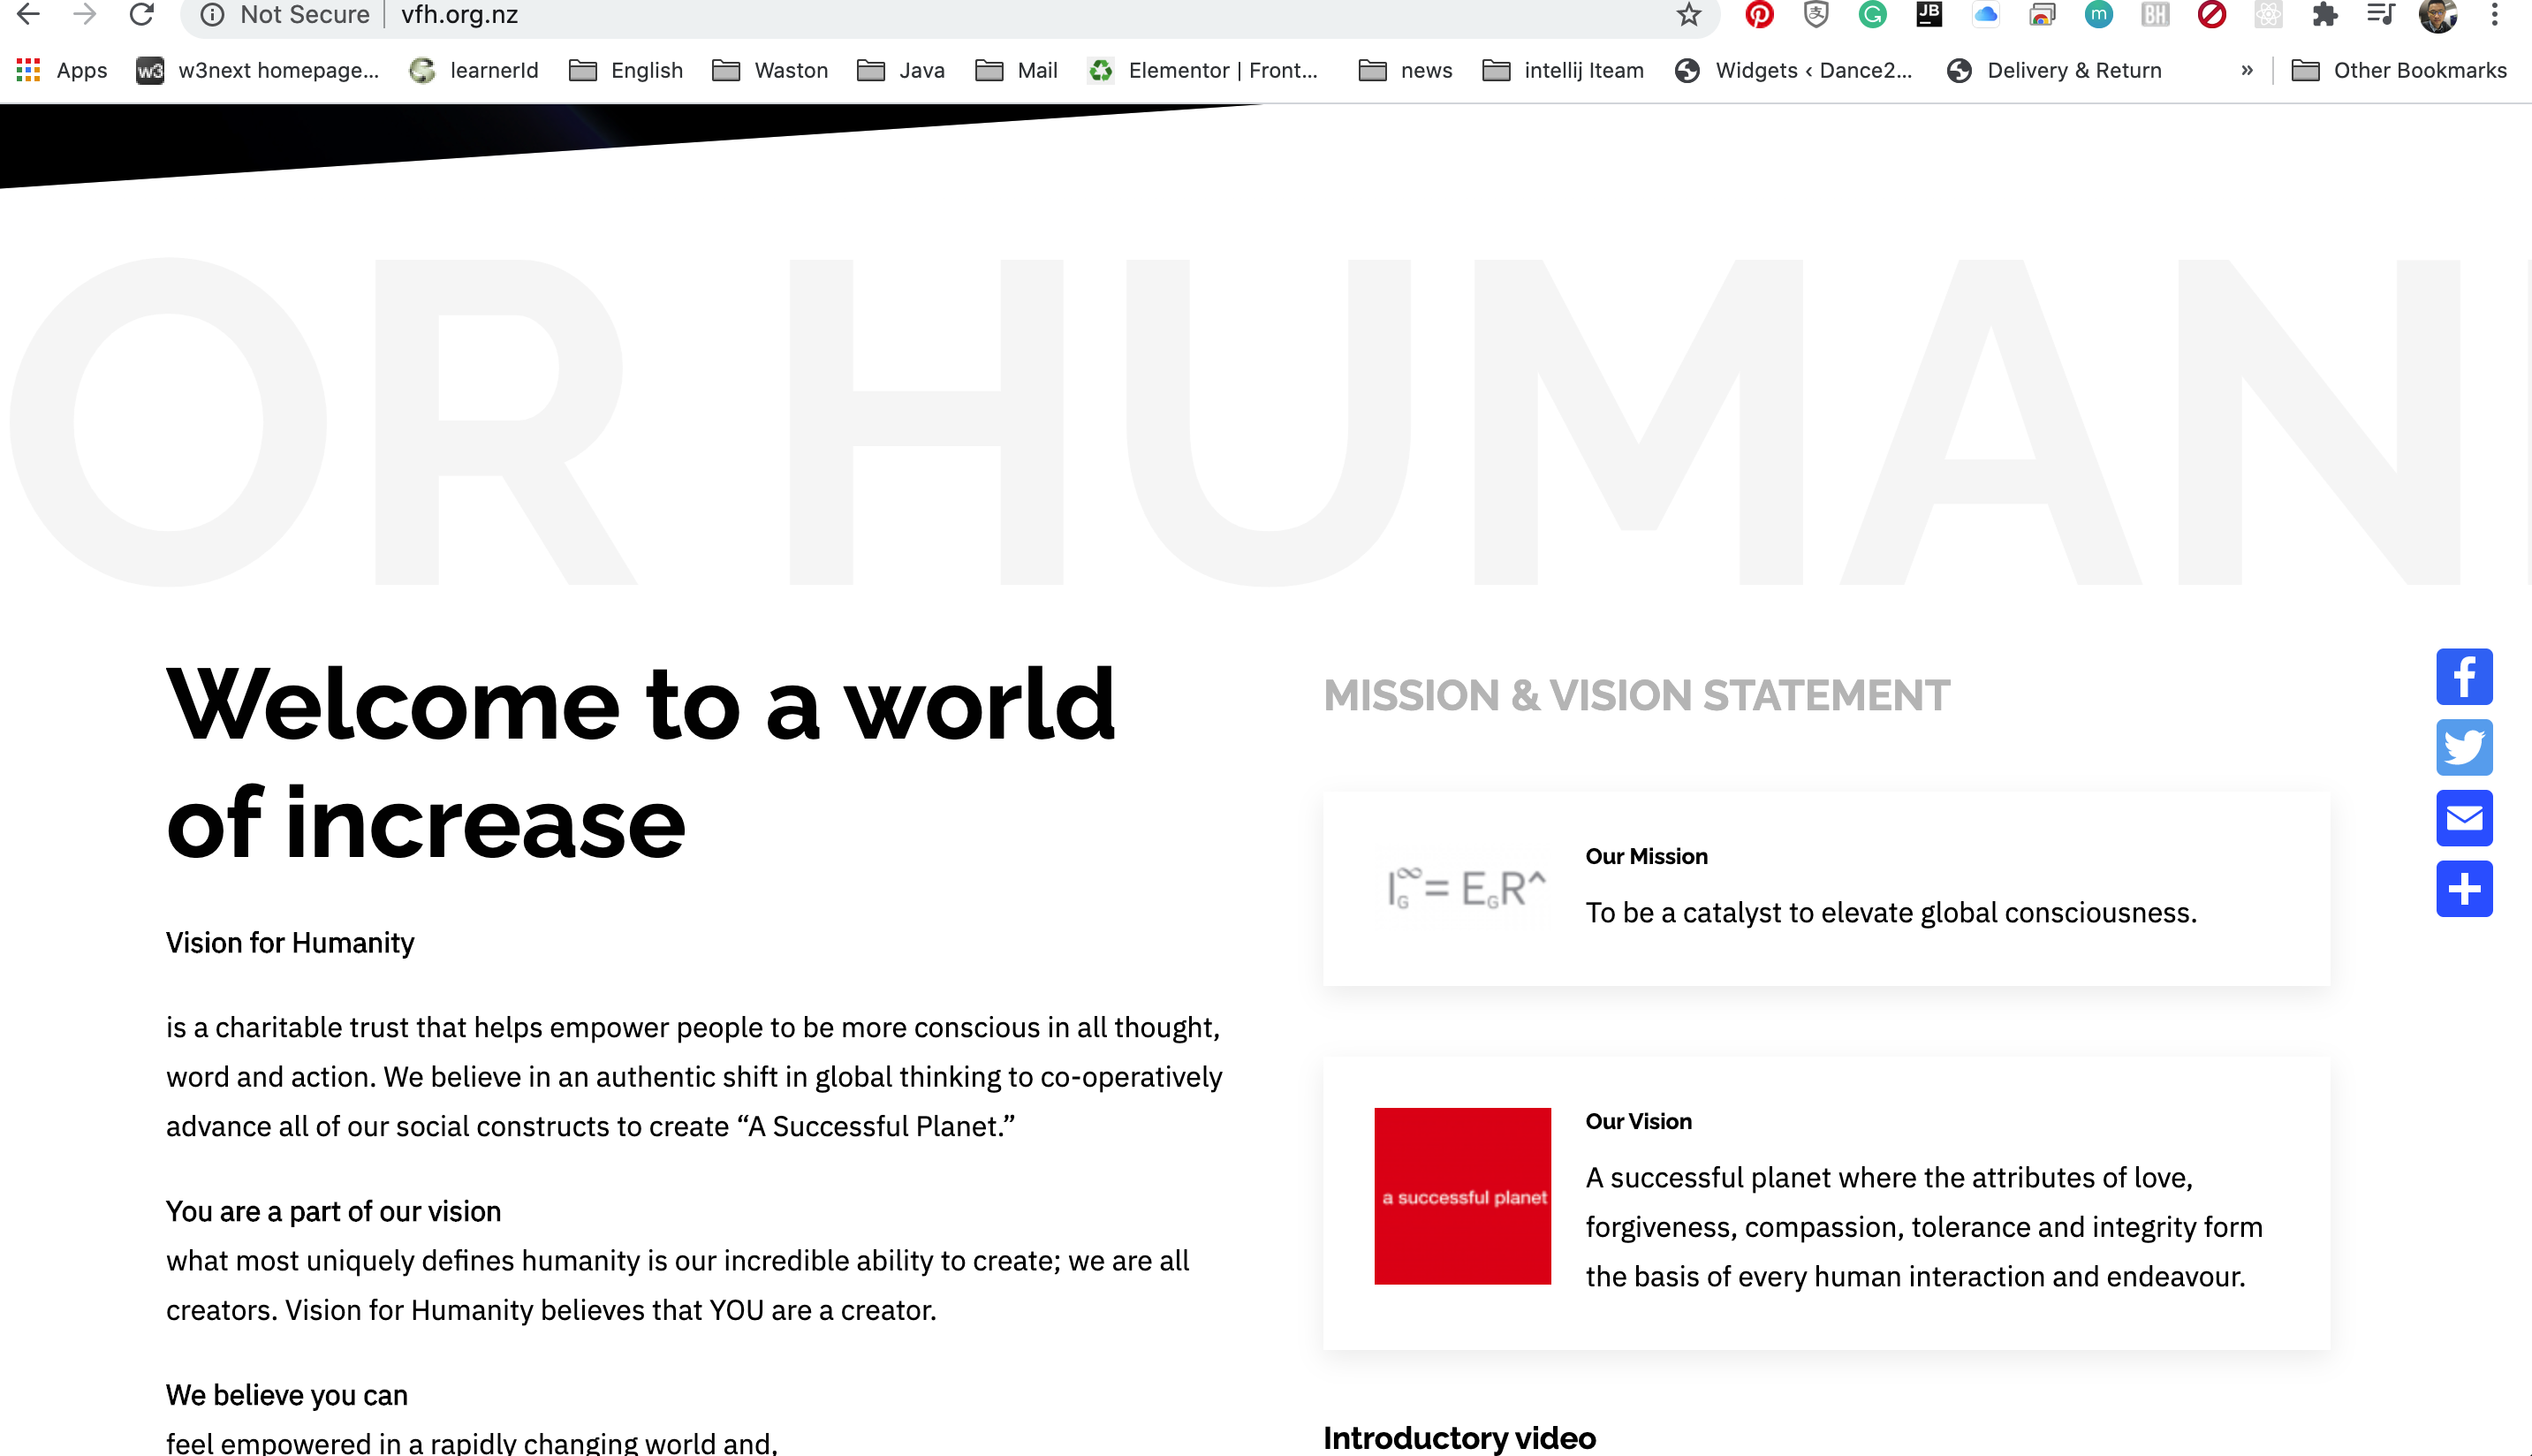 Not Secure | vfh.org.nz
Apps w3next homepage... learnerId English Waston Java Mail Elementor | Front... news intellij Iteam Widgets ‹ Dance2... Delivery & Return » Other Bookmarks
OR HUMAN
Welcome to a world
of increase
Vision for Humanity
is a charitable trust that helps empower people to be more conscious in all thought,
word and action. We believe in an authentic shift in global thinking to co-operatively
advance all of our social constructs to create “A Successful Planet.”
You are a part of our vision
what most uniquely defines humanity is our incredible ability to create; we are all
creators. Vision for Humanity believes that YOU are a creator.
We believe you can
feel empowered in a rapidly changing world and,
MISSION & VISION STATEMENT
I G ∞ = E G R ^
Our Mission
To be a catalyst to elevate global consciousness.
a successful planet
Our Vision
A successful planet where the attributes of love,
forgiveness, compassion, tolerance and integrity form
the basis of every human interaction and endeavour.
Introductory video